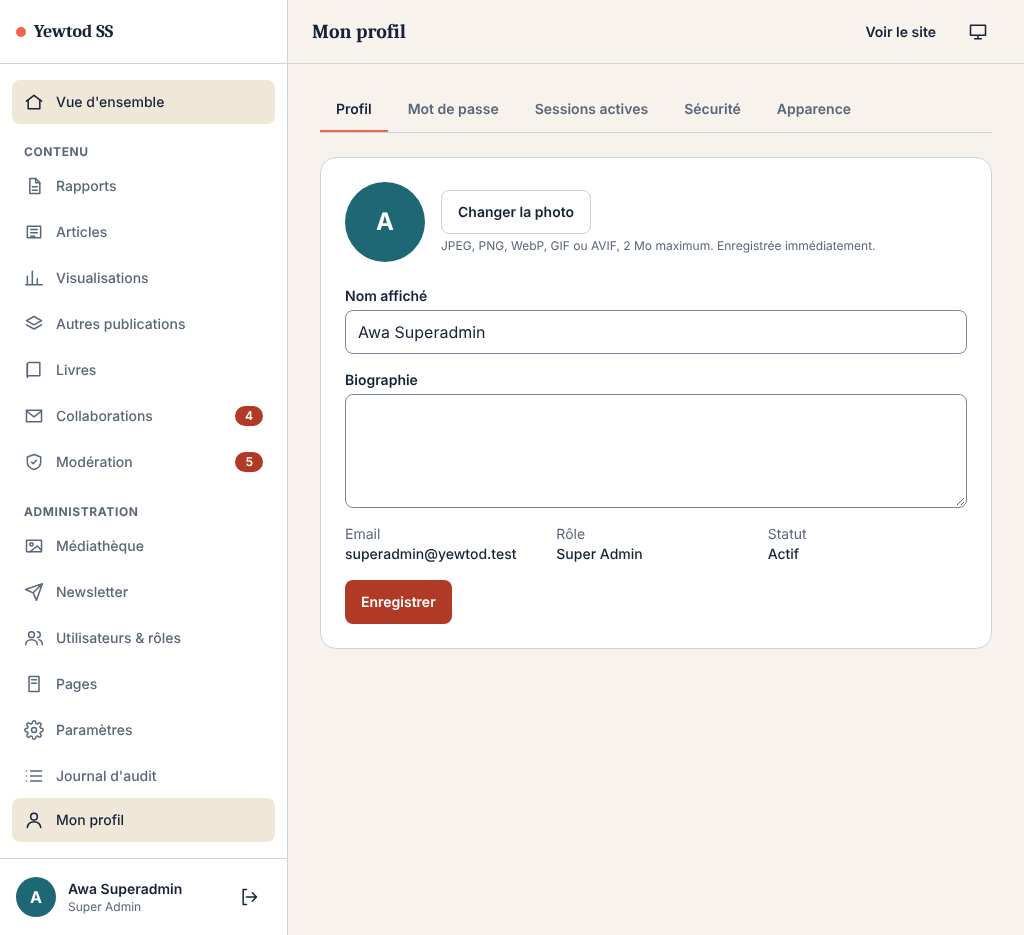 Yewtod SS
Mon profil
Voir le site
Vue d'ensemble
CONTENU
Rapports
Articles
Visualisations
Autres publications
Livres
Collaborations 4
Modération 5
ADMINISTRATION
Médiathèque
Newsletter
Utilisateurs & rôles
Pages
Paramètres
Journal d'audit
Mon profil
A
Awa Superadmin
Super Admin
Profil Mot de passe Sessions actives Sécurité Apparence
A
Changer la photo
JPEG, PNG, WebP, GIF ou AVIF, 2 Mo maximum. Enregistrée immédiatement.
Nom affiché
Awa Superadmin
Biographie
Email Rôle Statut
superadmin@yewtod.test Super Admin Actif
Enregistrer